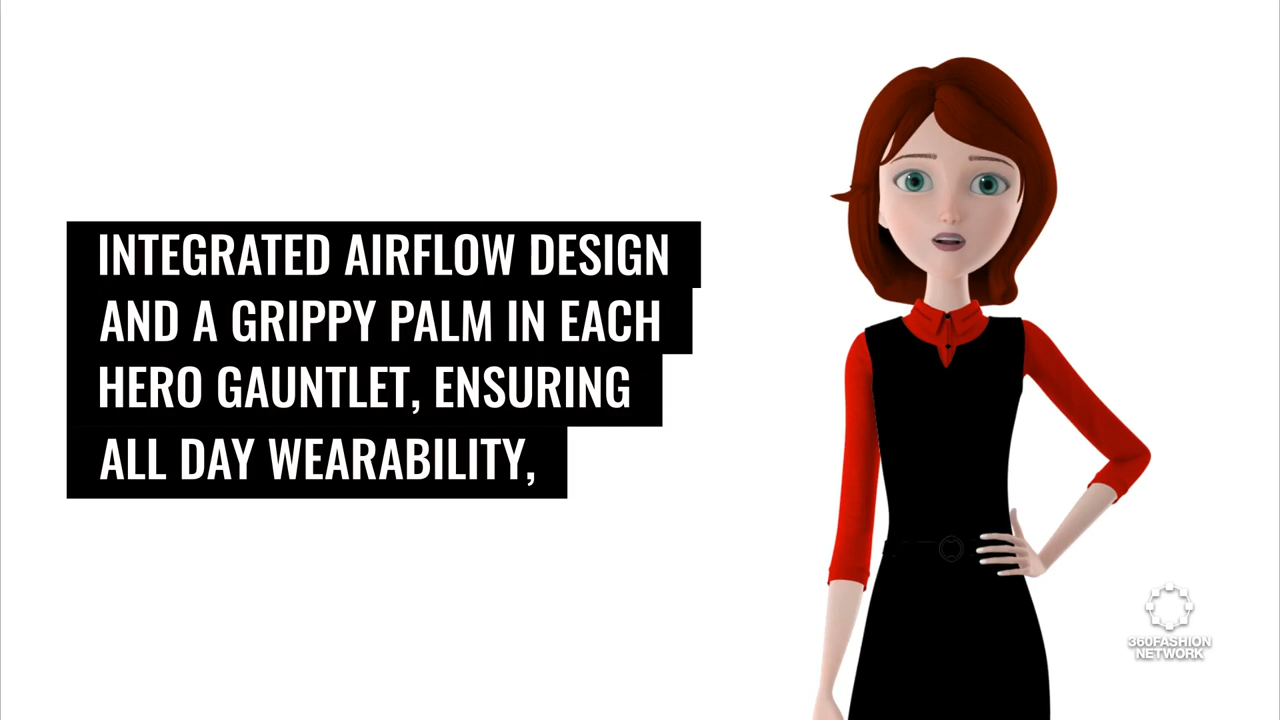 INTEGRATED AIRFLOW DESIGN
AND A GRIPPY PALM IN EACH
HERO GAUNTLET, ENSURING
ALL DAY WEARABILITY,
360FASHION
NETWORK